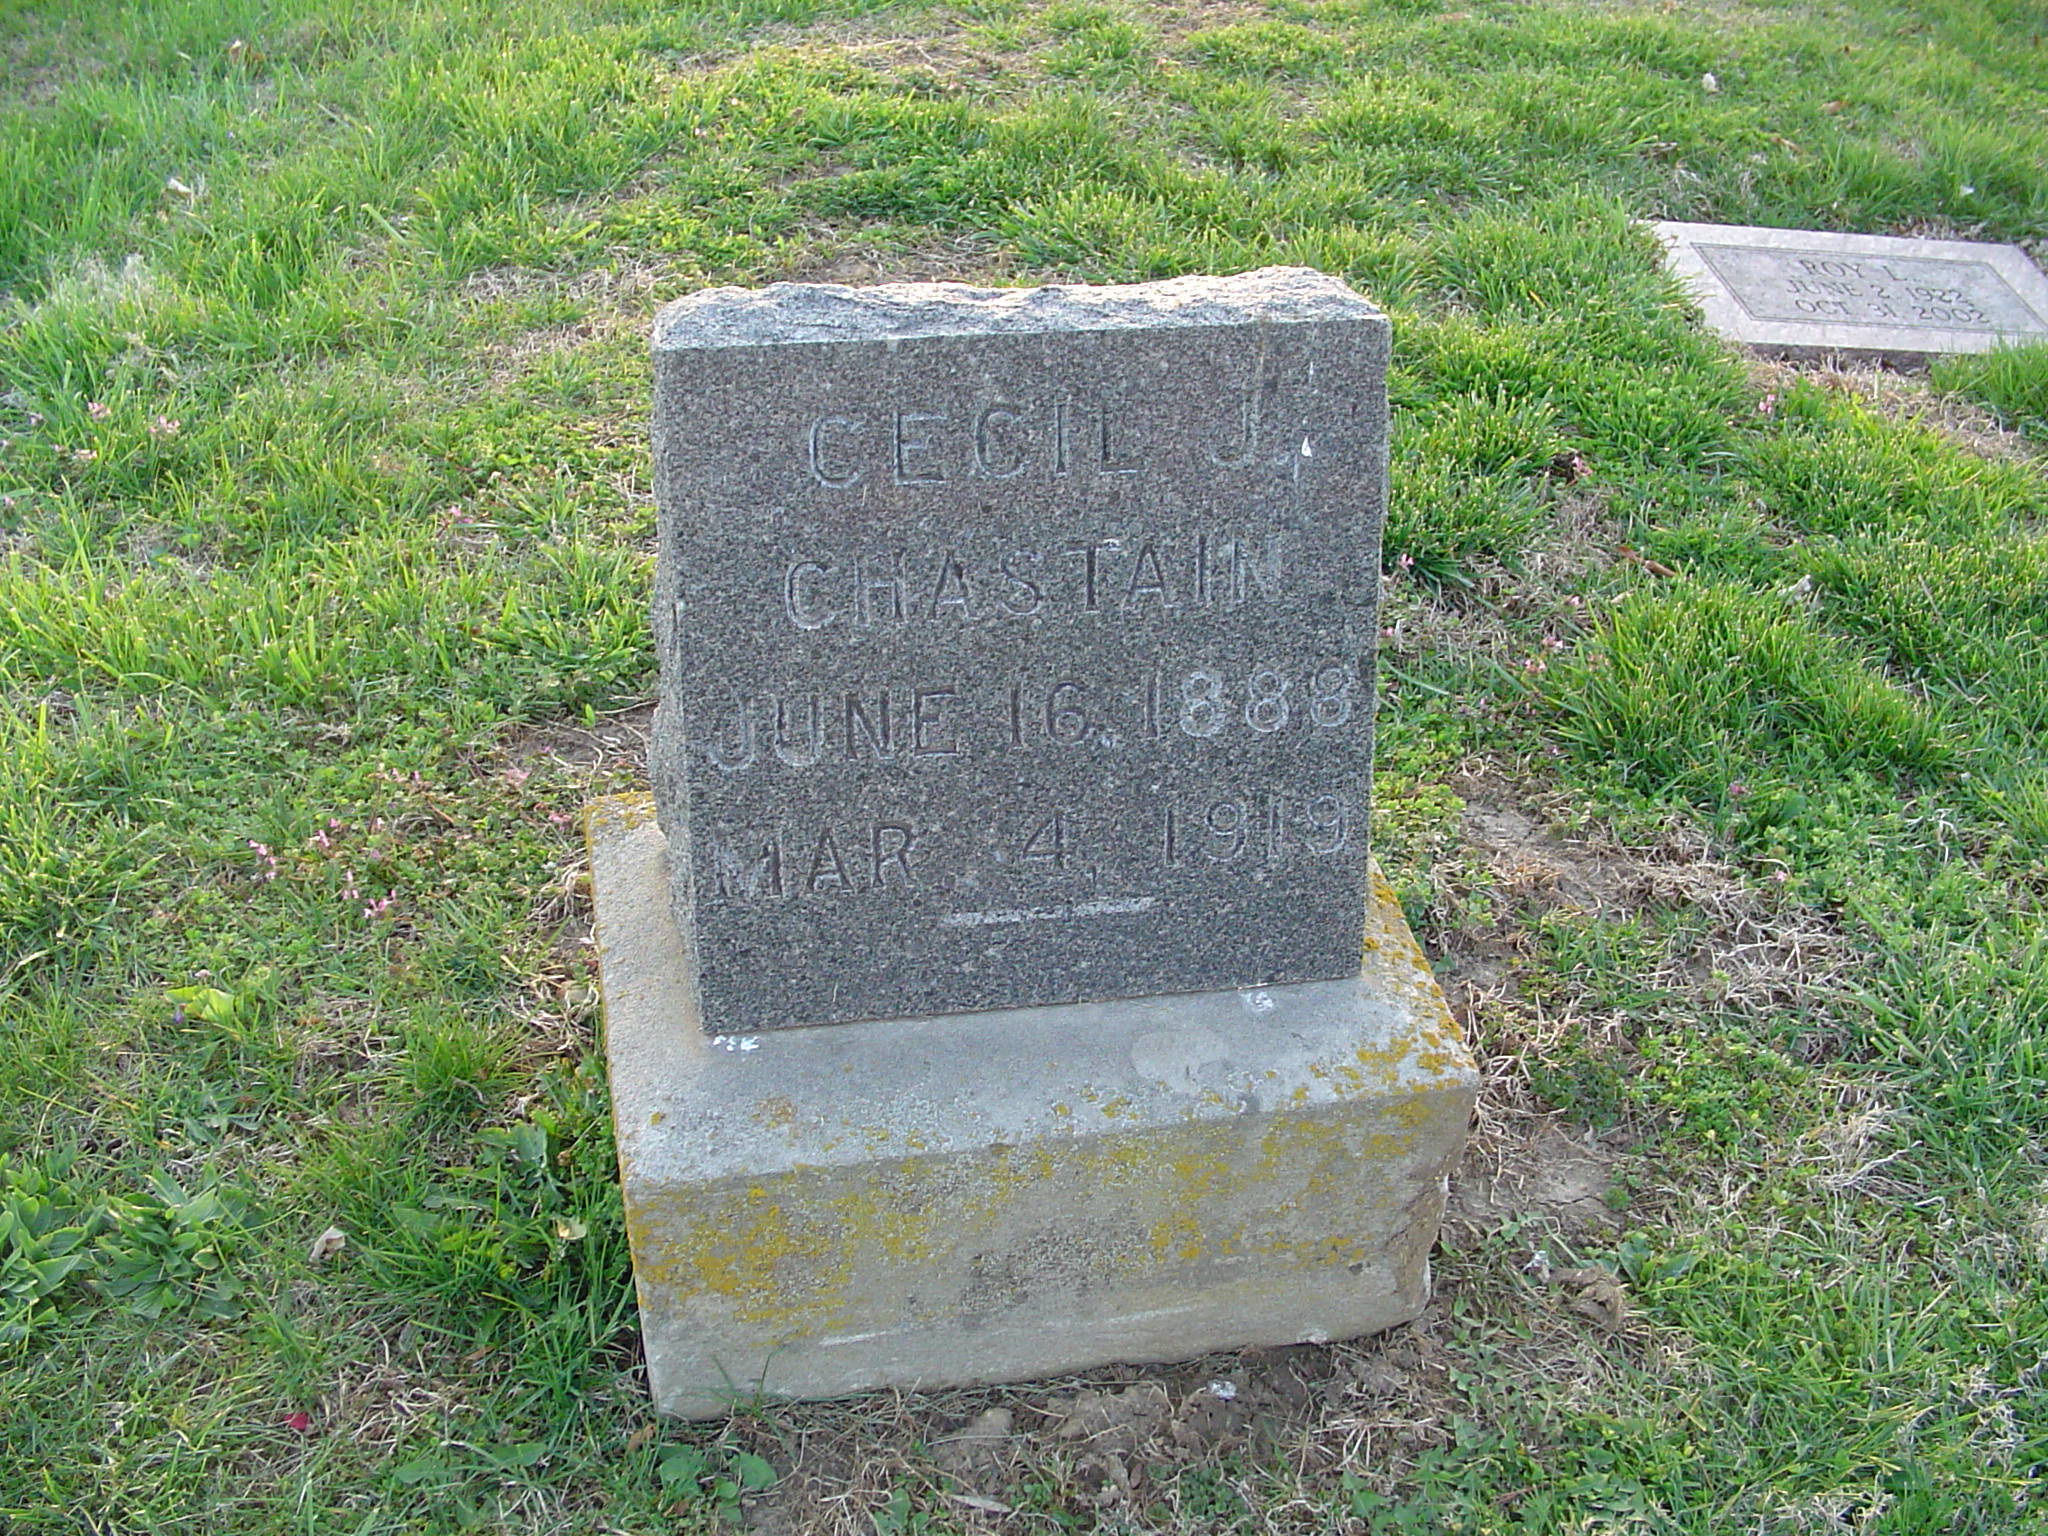 CECIL J.
CHASTAIN
JUNE 16, 1888
MAR 4, 1919
ROY L.
JUNE 2, 1922
OCT 31 2002